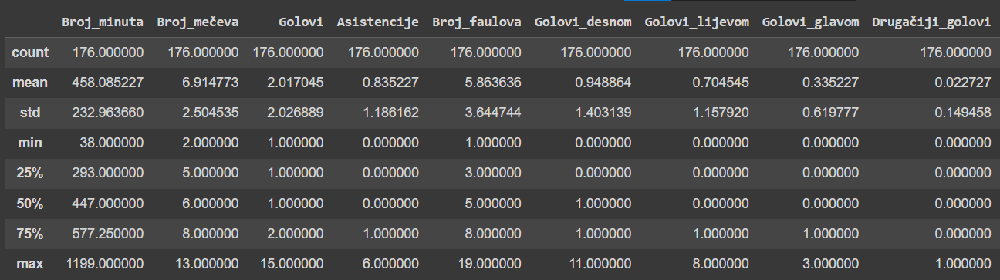 Broj_minuta Broj_mečeva Golovi Asistencije Broj_faulova Golovi_desnom Golovi_lijevom Golovi_glavom Drugačiji_golovi
count 176.000000 176.000000 176.000000 176.000000 176.000000 176.000000 176.000000 176.000000 176.000000
mean 458.085227 6.914773 2.017045 0.835227 5.863636 0.948864 0.704545 0.335227 0.022727
std 232.963660 2.504535 2.026889 1.186162 3.644744 1.403139 1.157920 0.619777 0.149458
min 38.000000 2.000000 1.000000 0.000000 1.000000 0.000000 0.000000 0.000000 0.000000
25% 293.000000 5.000000 1.000000 0.000000 3.000000 0.000000 0.000000 0.000000 0.000000
50% 447.000000 6.000000 1.000000 0.000000 5.000000 1.000000 0.000000 0.000000 0.000000
75% 577.250000 8.000000 2.000000 1.000000 8.000000 1.000000 1.000000 1.000000 0.000000
max 1199.000000 13.000000 15.000000 6.000000 19.000000 11.000000 8.000000 3.000000 1.000000